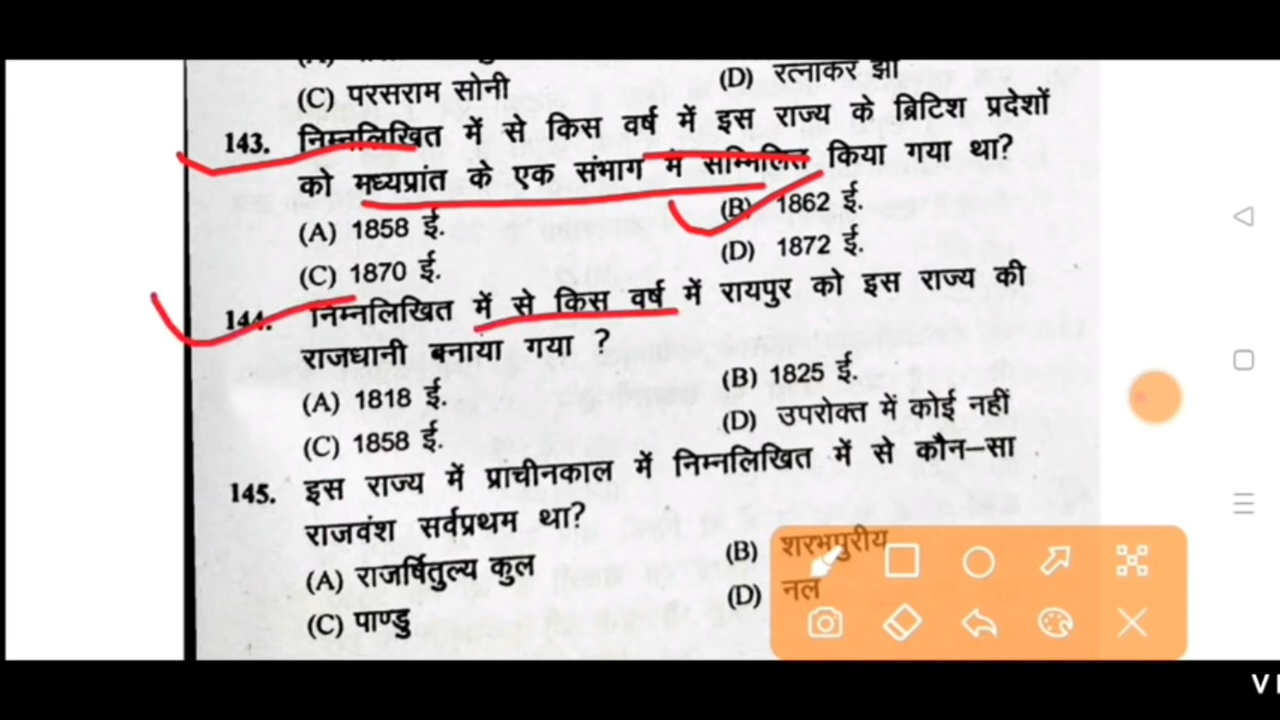 (C) परसराम सोनी (D) रत्नाकर झा
143. निम्नलिखित में से किस वर्ष में इस राज्य के ब्रिटिश प्रदेशों
को मध्यप्रांत के एक संभाग में सम्मिलित किया गया था?
(A) 1858 ई. (B) 1862 ई.
(C) 1870 ई. (D) 1872 ई.
144. निम्नलिखित में से किस वर्ष में रायपुर को इस राज्य की
राजधानी बनाया गया ?
(A) 1818 ई. (B) 1825 ई.
(C) 1858 ई. (D) उपरोक्त में कोई नहीं
145. इस राज्य में प्राचीनकाल में निम्नलिखित में से कौन-सा
राजवंश सर्वप्रथम था?
(A) राजर्षितुल्य कुल (B) शरभपुरीय
(C) पाण्डु (D) नल